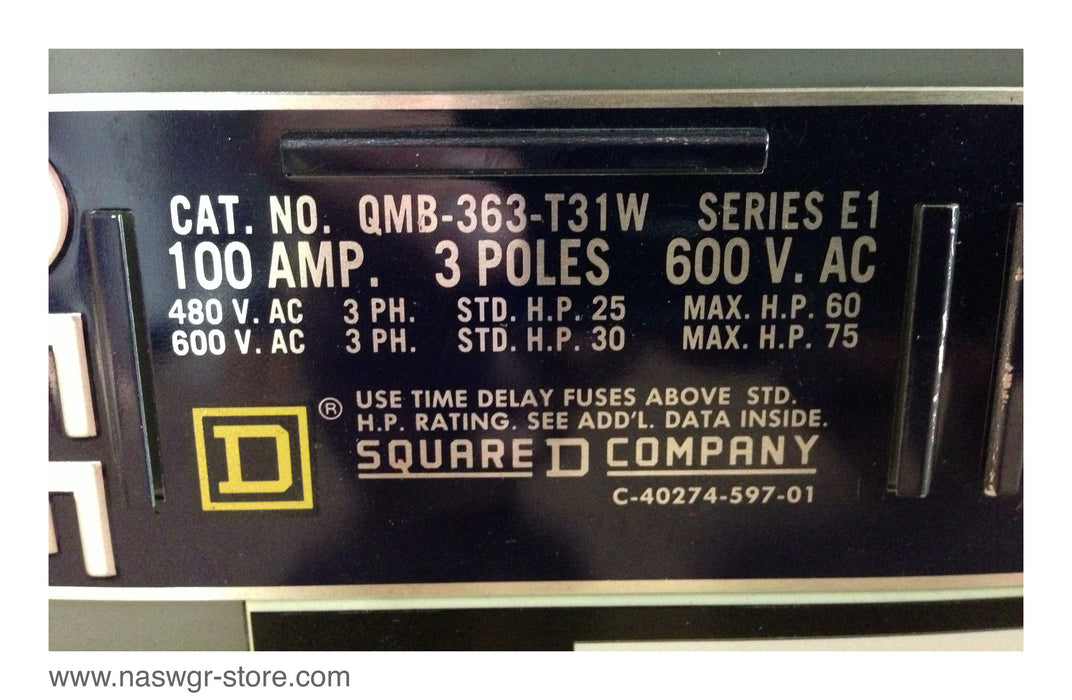 CAT. NO. QMB-363-T31W SERIES E1
100 AMP. 3 POLES 600 V. AC
480 V. AC 3 PH. STD. H.P. 25 MAX. H.P. 60
600 V. AC 3 PH. STD. H.P. 30 MAX. H.P. 75
D ® USE TIME DELAY FUSES ABOVE STD.
H.P. RATING. SEE ADD'L. DATA INSIDE.
SQUARE D COMPANY
C-40274-597-01
www.naswgr-store.com